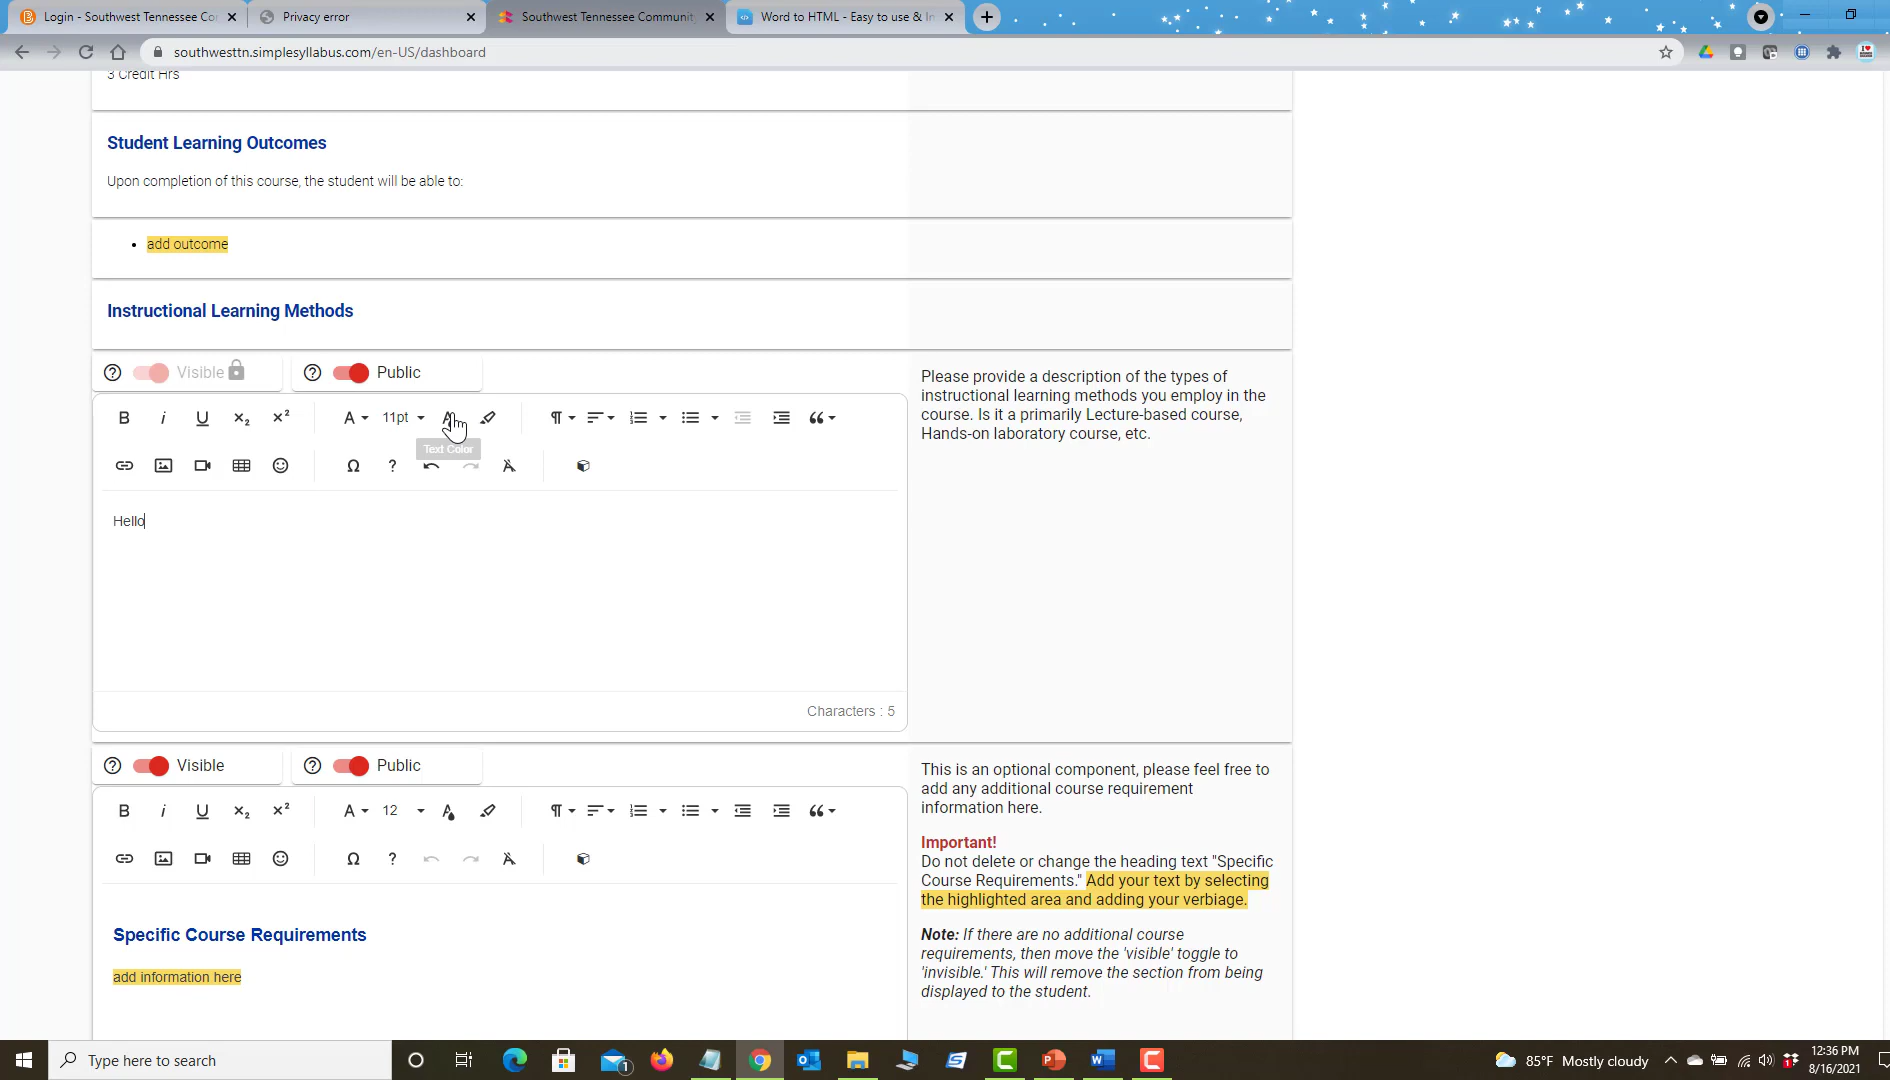 Login - Southwest Tennessee Co
Privacy error
Southwest Tennessee Communit
Word to HTML - Easy to use & In
southwesttn.simplesyllabus.com/en-US/dashboard
3 Credit Hrs
Student Learning Outcomes
Upon completion of this course, the student will be able to:
add outcome
Instructional Learning Methods
Visible
Public
B i U x₂ x²
A 11pt
Text Color
Ω ?
Hello
Characters : 5
Please provide a description of the types of
instructional learning methods you employ in the
course. Is it a primarily Lecture-based course,
Hands-on laboratory course, etc.
Visible
Public
B i U x₂ x²
A 12
Ω ?
Specific Course Requirements
add information here
This is an optional component, please feel free to
add any additional course requirement
information here.
Important!
Do not delete or change the heading text "Specific
Course Requirements." Add your text by selecting
the highlighted area and adding your verbiage.
Note: If there are no additional course
requirements, then move the 'visible' toggle to
'invisible.' This will remove the section from being
displayed to the student.
Type here to search
85°F Mostly cloudy
12:36 PM
8/16/2021